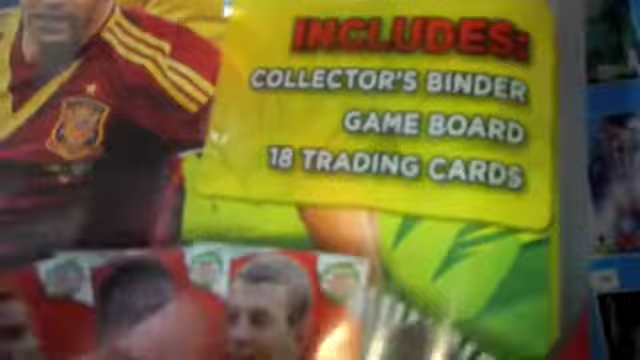 INCLUDES:
COLLECTOR'S BINDER
GAME BOARD
18 TRADING CARDS